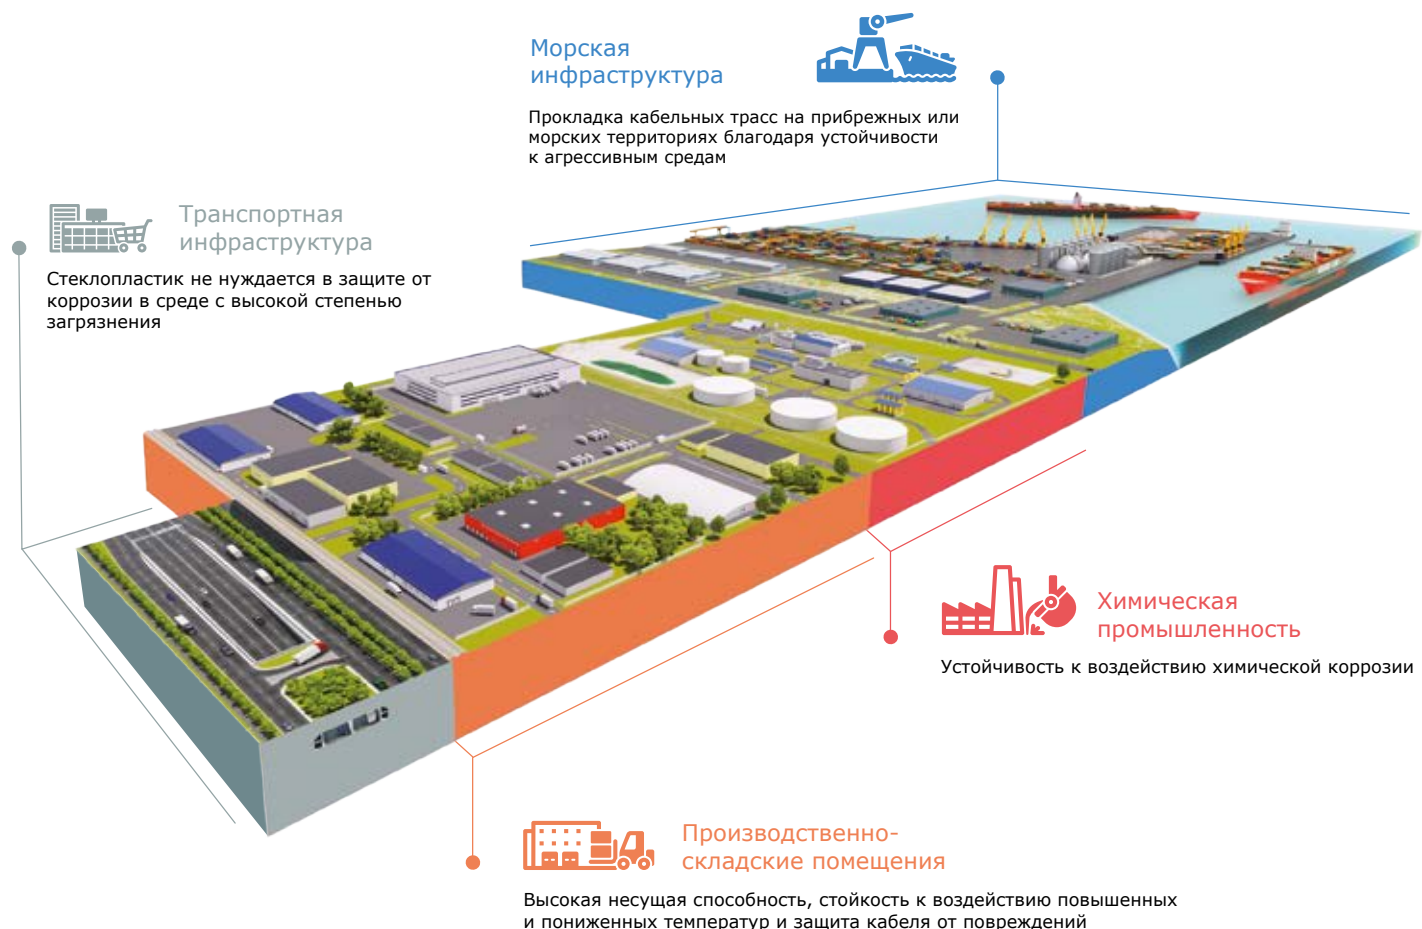 Морская
инфраструктура
Прокладка кабельных трасс на прибрежных или
морских территориях благодаря устойчивости
к агрессивным средам
Транспортная
инфраструктура
Стеклопластик не нуждается в защите от
коррозии в среде с высокой степенью
загрязнения
Химическая
промышленность
Устойчивость к воздействию химической коррозии
Производственно-
складские помещения
Высокая несущая способность, стойкость к воздействию повышенных
и пониженных температур и защита кабеля от повреждений